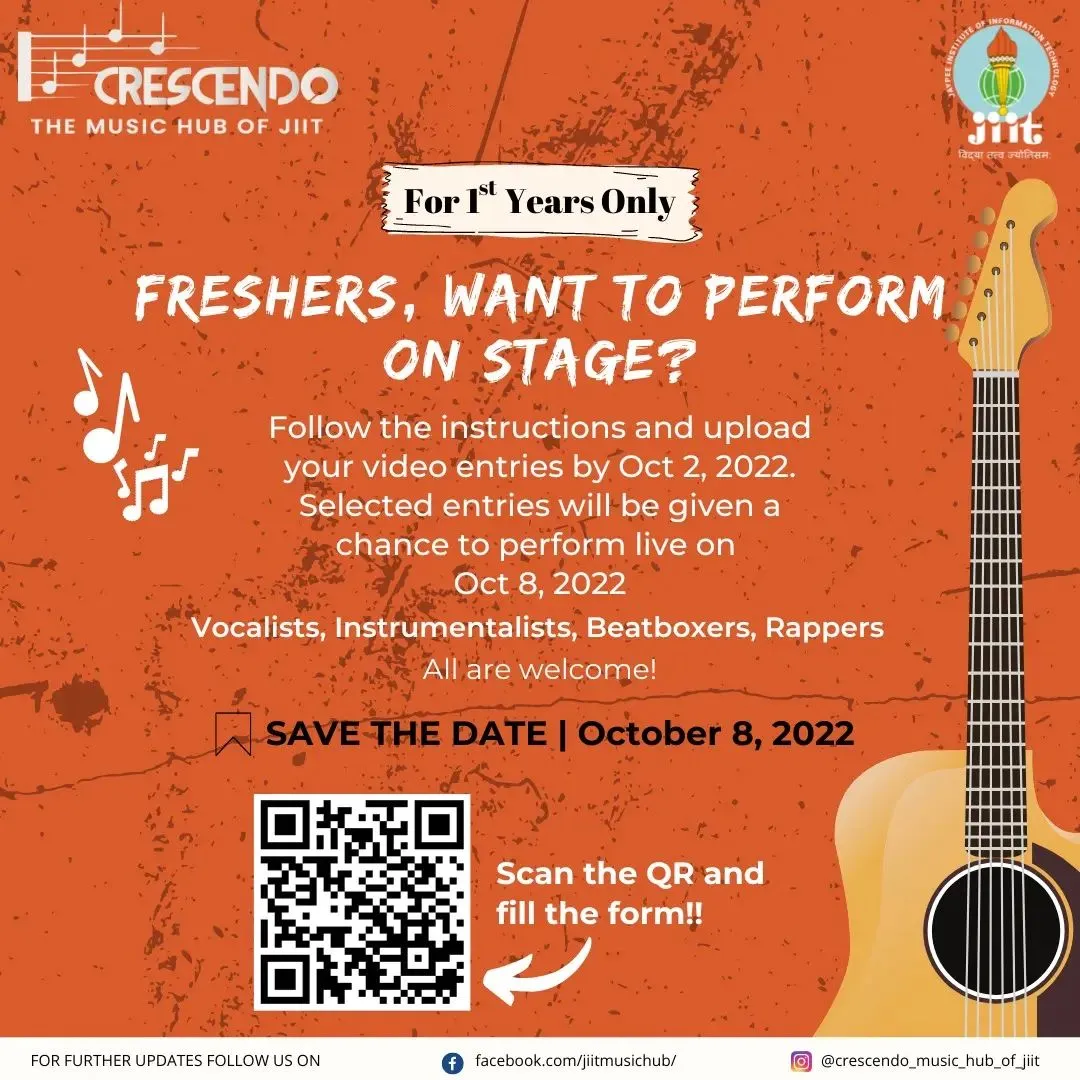 CRESCENDO
THE MUSIC HUB OF JIIT
JAYPEE INSTITUTE OF INFORMATION TECHNOLOGY
jiit
विद्या तत्व ज्योतिसमः
For 1st Years Only
FRESHERS, WANT TO PERFORM
ON STAGE?
Follow the instructions and upload
your video entries by Oct 2, 2022.
Selected entries will be given a
chance to perform live on
Oct 8, 2022
Vocalists, Instrumentalists, Beatboxers, Rappers
All are welcome!
SAVE THE DATE | October 8, 2022
Scan the QR and
fill the form!!
FOR FURTHER UPDATES FOLLOW US ON
facebook.com/jiitmusichub/
@crescendo_music_hub_of_jiit